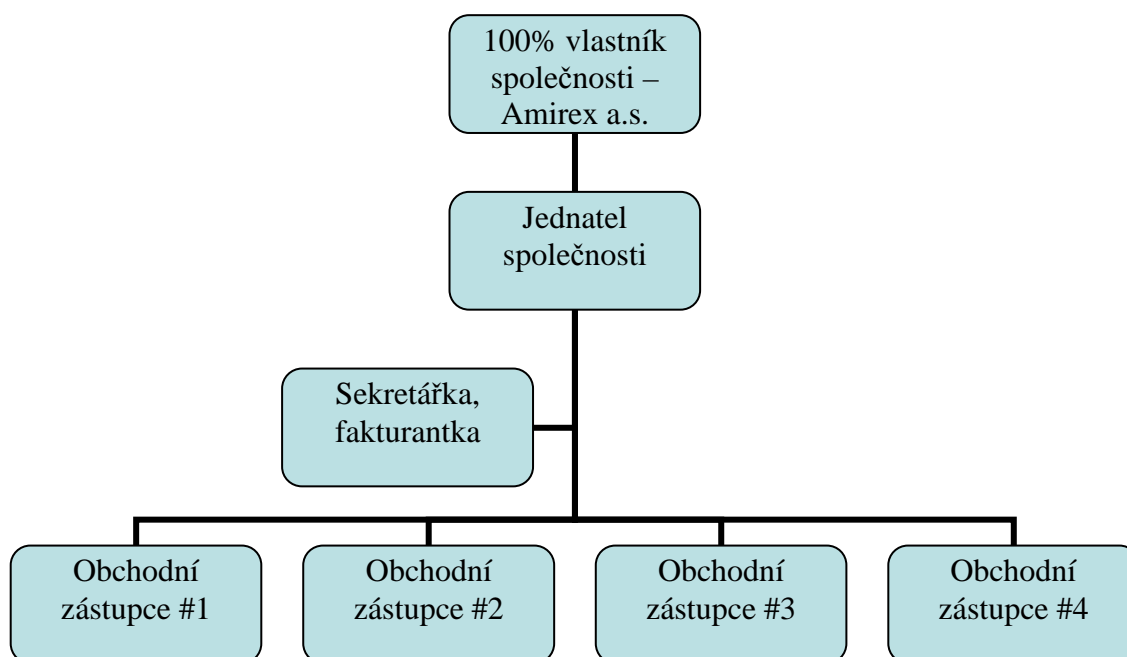 100% vlastník
společnosti –
Amirex a.s.
Jednatel
společnosti
Sekretářka,
fakturantka
Obchodní
zástupce #1
Obchodní
zástupce #2
Obchodní
zástupce #3
Obchodní
zástupce #4